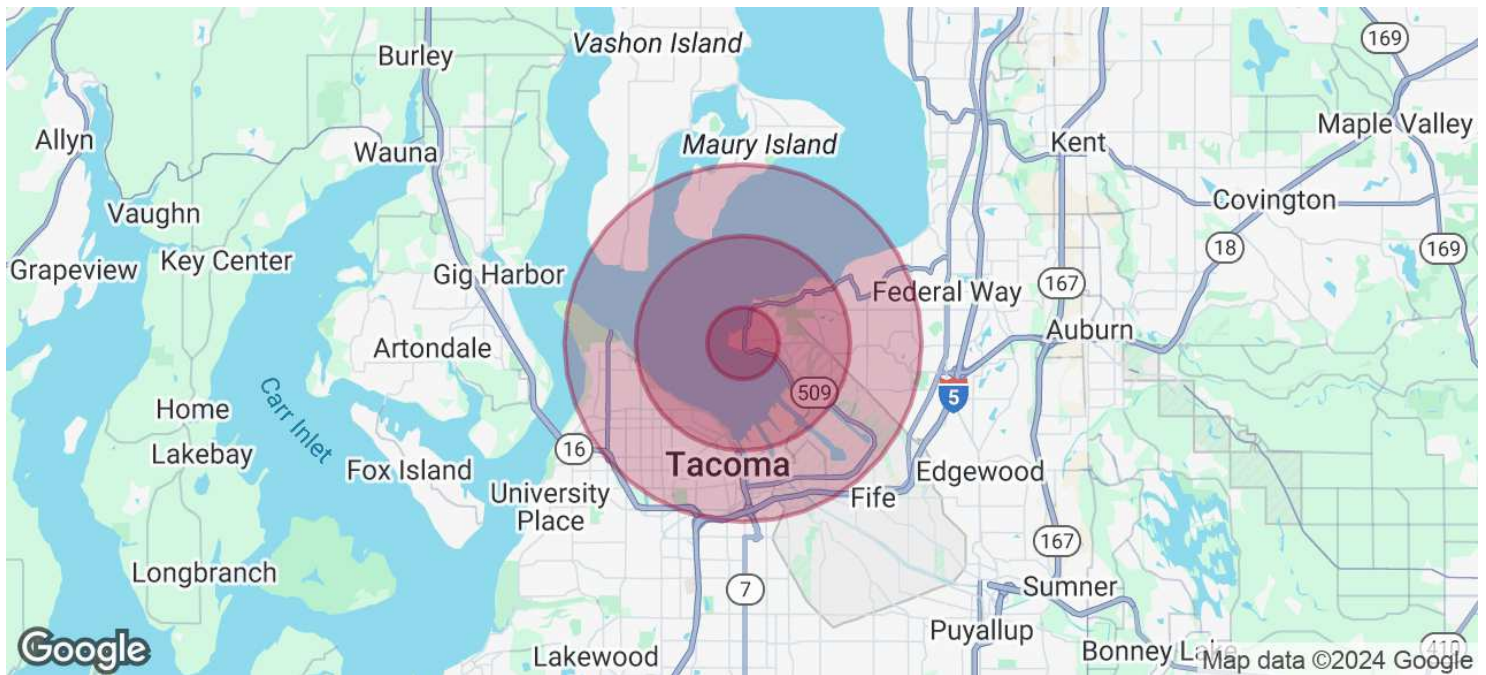 Burley
Vashon Island
169
Allyn
Wauna
Maury Island
Kent
Maple Valley
Vaughn
Covington
Key Center
Grapeview
Gig Harbor
18
169
Federal Way
167
Artondale
Auburn
509
5
Home
Carr Inlet
Lakebay
16
Fox Island
Tacoma
Edgewood
University
Place
Fife
167
Longbranch
7
Sumner
Puyallup
Google
Lakewood
Bonney Lake
410
Map data ©2024 Google